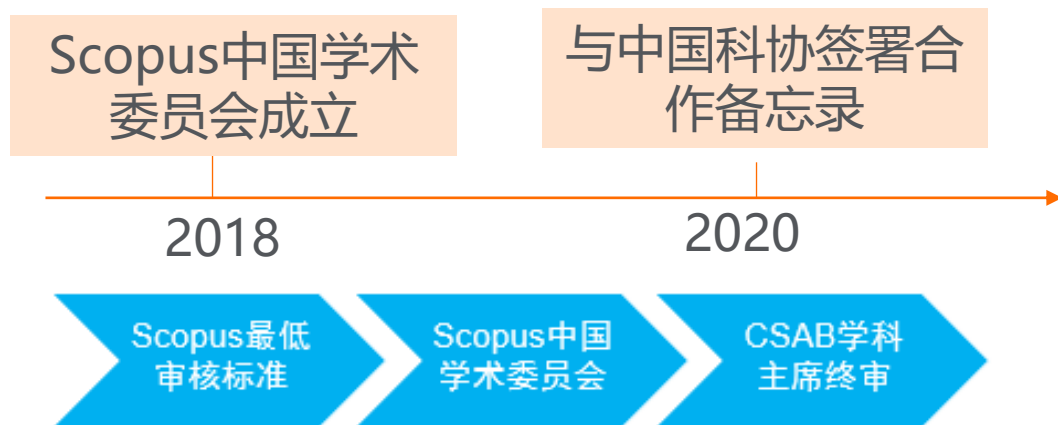 Scopus中国学术
委员会成立
与中国科协签署合
作备忘录
2018
2020
Scopus最低
审核标准
Scopus中国
学术委员会
CSAB学科
主席终审